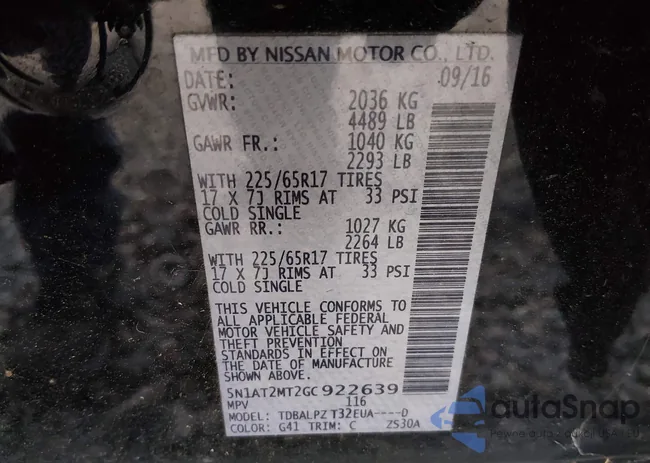 MFD BY NISSAN MOTOR CO., LTD.
DATE: 09/16
GVWR: 2036 KG
4489 LB
GAWR FR.: 1040 KG
2293 LB
WITH 225/65R17 TIRES
17 X 7J RIMS AT 33 PSI
COLD SINGLE
GAWR RR.: 1027 KG
2264 LB
WITH 225/65R17 TIRES
17 X 7J RIMS AT 33 PSI
COLD SINGLE
THIS VEHICLE CONFORMS TO
ALL APPLICABLE FEDERAL
MOTOR VEHICLE SAFETY AND
THEFT PREVENTION
STANDARDS IN EFFECT ON
THE DATE OF MANUFACTURE
SHOWN ABOVE.
5N1AT2MT2GC922639
MPV 116
MODEL: TDBALPZ T32EUA----D
COLOR: G41 TRIM: C ZS30A
autoSnap